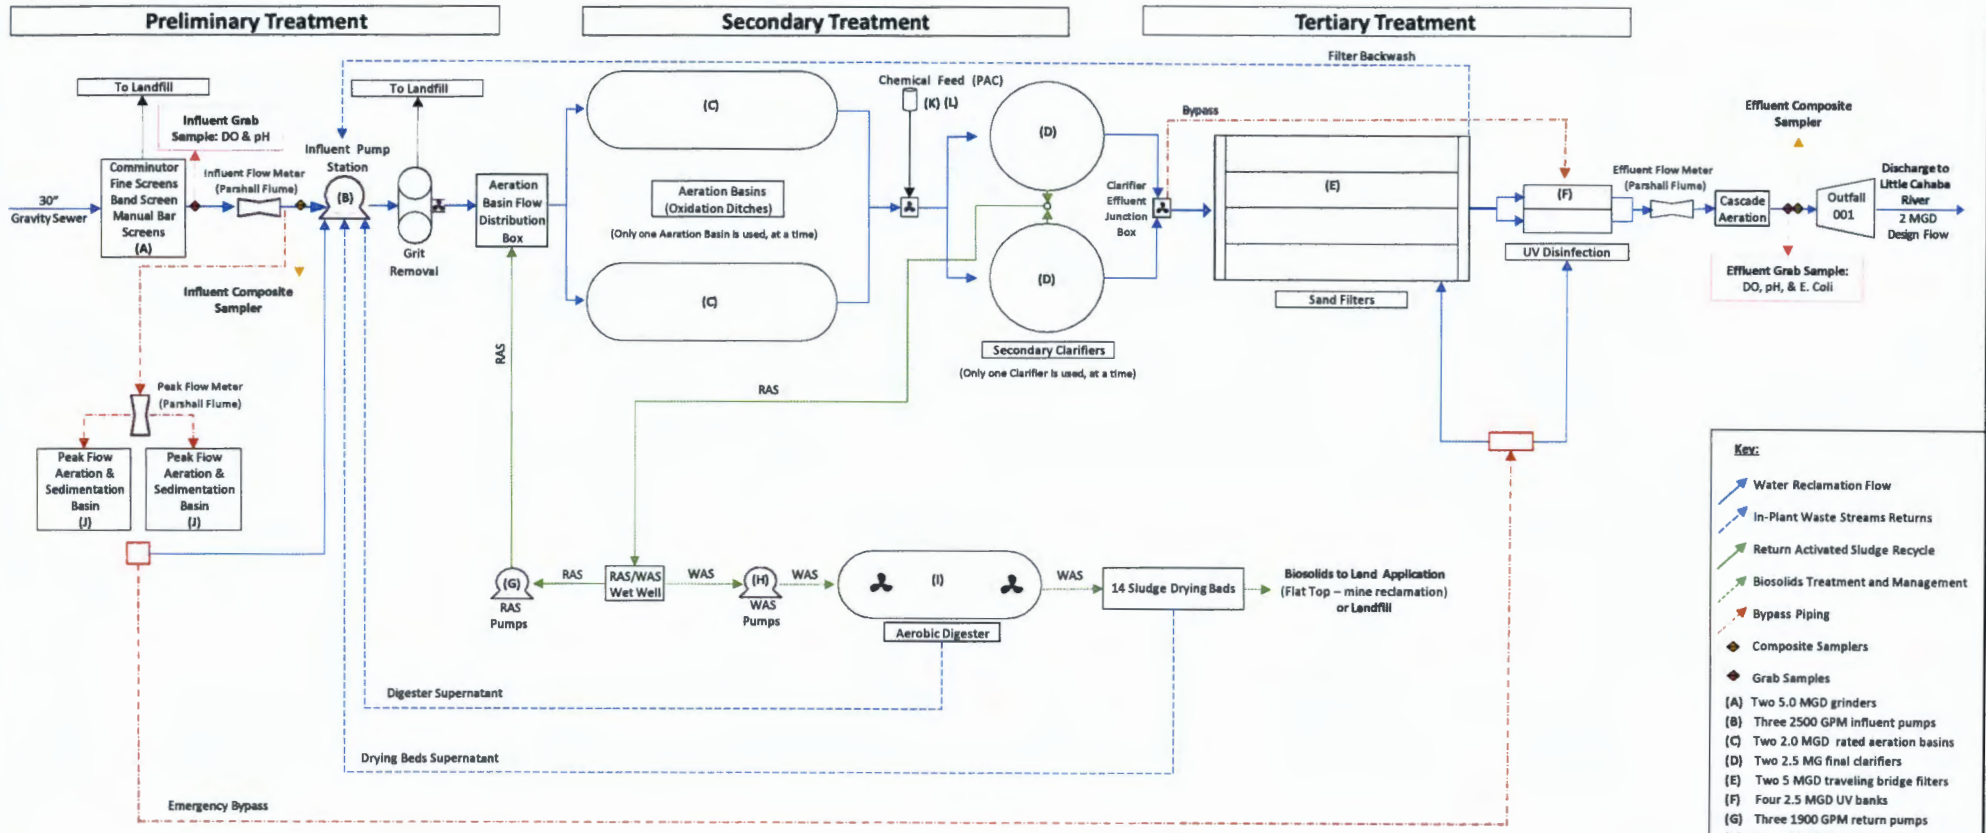 Preliminary Treatment
Secondary Treatment
Tertiary Treatment
Filter Backwash
To Landfill
To Landfill
Influent Grab
Sample: DO & pH
Influent Pump
Station
(B)
Comminutor
Fine Screens
Band Screen
Manual Bar
Screens
(A)
30"
Gravity Sewer
Influent Flow Meter
(Parshall Flume)
Influent Composite
Sampler
Grit
Removal
Aeration
Basin Flow
Distribution
Box
(C)
Aeration Basins
(Oxidation Ditches)
(Only one Aeration Basin is used, at a time)
(C)
Chemical Feed (PAC)
(K) (L)
(D)
(D)
Secondary Clarifiers
(Only one Clarifier is used, at a time)
Clarifier
Effluent
Junction
Box
Bypass
(E)
Sand Filters
(F)
UV Disinfection
Effluent Flow Meter
(Parshall Flume)
Effluent Composite
Sampler
Cascade
Aeration
Outfall
001
Discharge to
Little Cahaba
River
2 MGD
Design Flow
Effluent Grab Sample:
DO, pH, & E. Coli
RAS
RAS
Peak Flow Meter
(Parshall Flume)
Peak Flow
Aeration &
Sedimentation
Basin
(J)
Peak Flow
Aeration &
Sedimentation
Basin
(J)
(G)
RAS
Pumps
RAS
RAS/WAS
Wet Well
WAS
(H)
WAS
Pumps
WAS
(I)
Aerobic Digester
WAS
14 Sludge Drying Beds
Biosolids to Land Application
(Flat Top – mine reclamation)
or Landfill
Digester Supernatant
Drying Beds Supernatant
Emergency Bypass
Key:
Water Reclamation Flow
In-Plant Waste Streams Returns
Return Activated Sludge Recycle
Biosolids Treatment and Management
Bypass Piping
Composite Samplers
Grab Samples
(A) Two 5.0 MGD grinders
(B) Three 2500 GPM influent pumps
(C) Two 2.0 MGD rated aeration basins
(D) Two 2.5 MG final clarifiers
(E) Two 5 MGD traveling bridge filters
(F) Four 2.5 MGD UV banks
(G) Three 1900 GPM return pumps